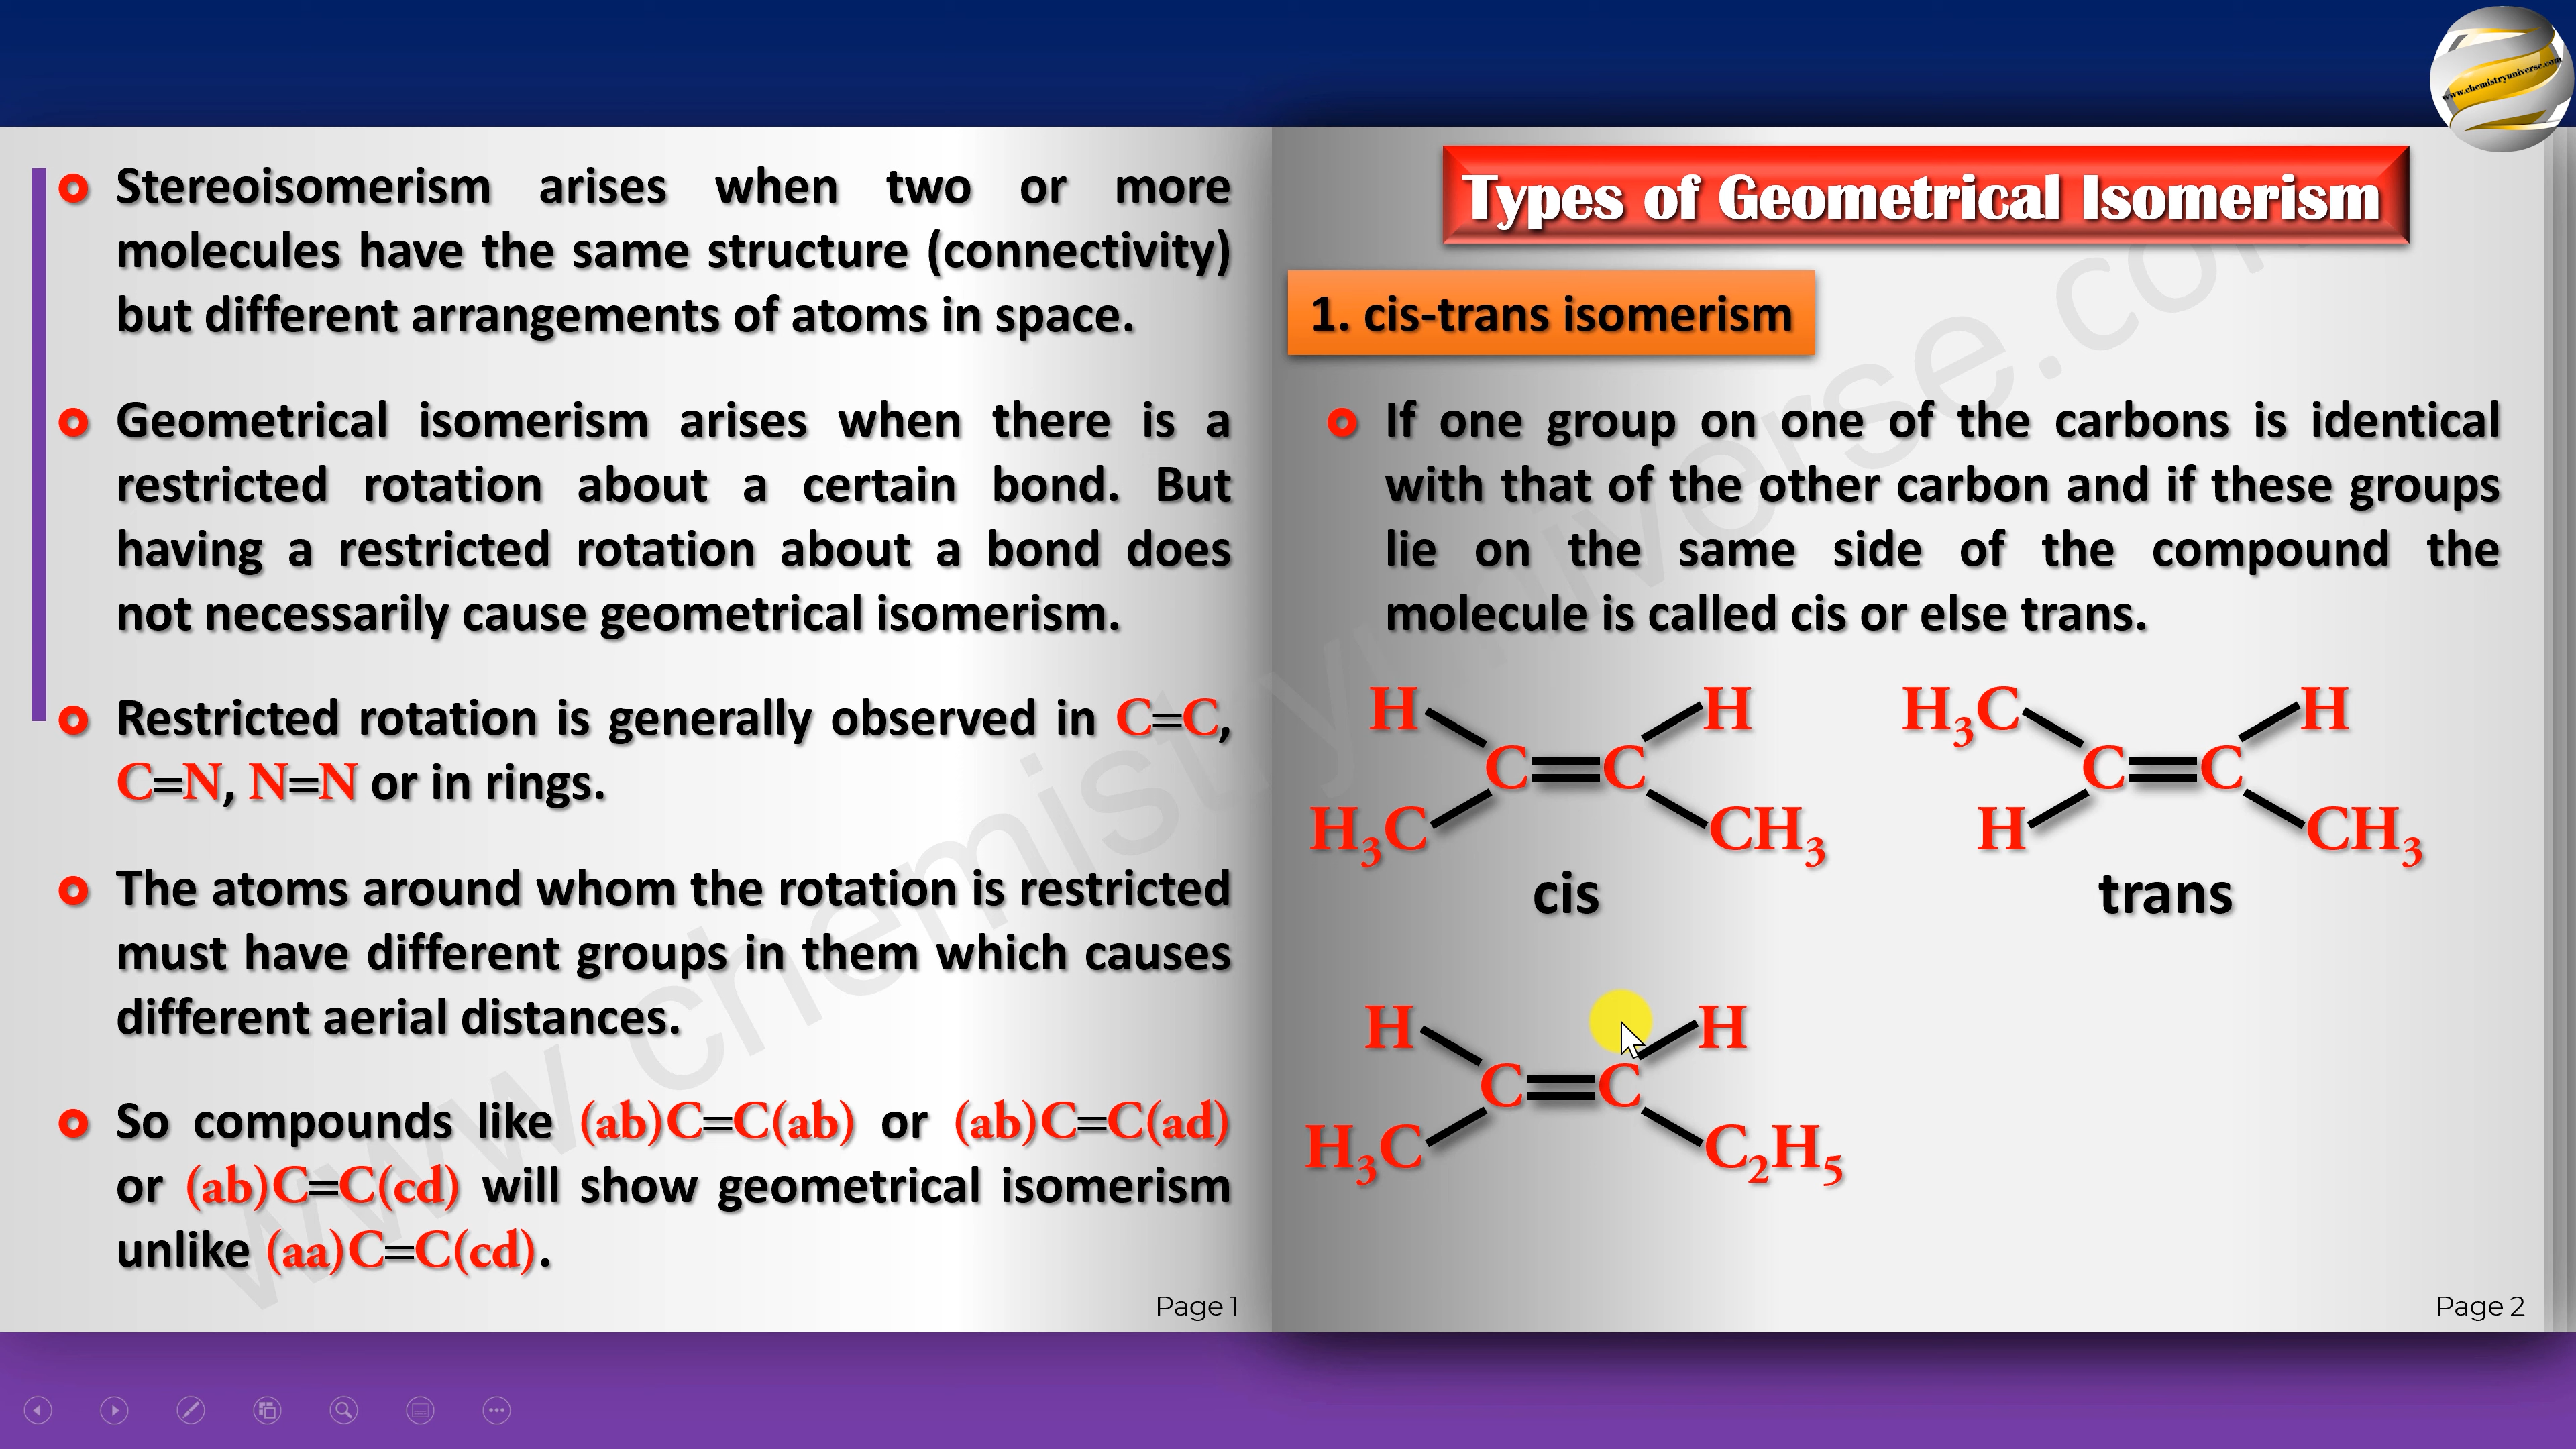 www.chemistryuniverse.com
Stereoisomerism arises when two or more
molecules have the same structure (connectivity)
but different arrangements of atoms in space.
Geometrical isomerism arises when there is a
restricted rotation about a certain bond. But
having a restricted rotation about a bond does
not necessarily cause geometrical isomerism.
Restricted rotation is generally observed in C=C,
C=N, N=N or in rings.
The atoms around whom the rotation is restricted
must have different groups in them which causes
different aerial distances.
So compounds like (ab)C=C(ab) or (ab)C=C(ad)
or (ab)C=C(cd) will show geometrical isomerism
unlike (aa)C=C(cd).
Page 1
Types of Geometrical Isomerism
1. cis-trans isomerism
If one group on one of the carbons is identical
with that of the other carbon and if these groups
lie on the same side of the compound the
molecule is called cis or else trans.
H H H₃C H
C=C C=C
H₃C CH₃ H CH₃
cis trans
H H
C=C
H₃C C₂H₅
Page 2
www.chemistryuniverse.com